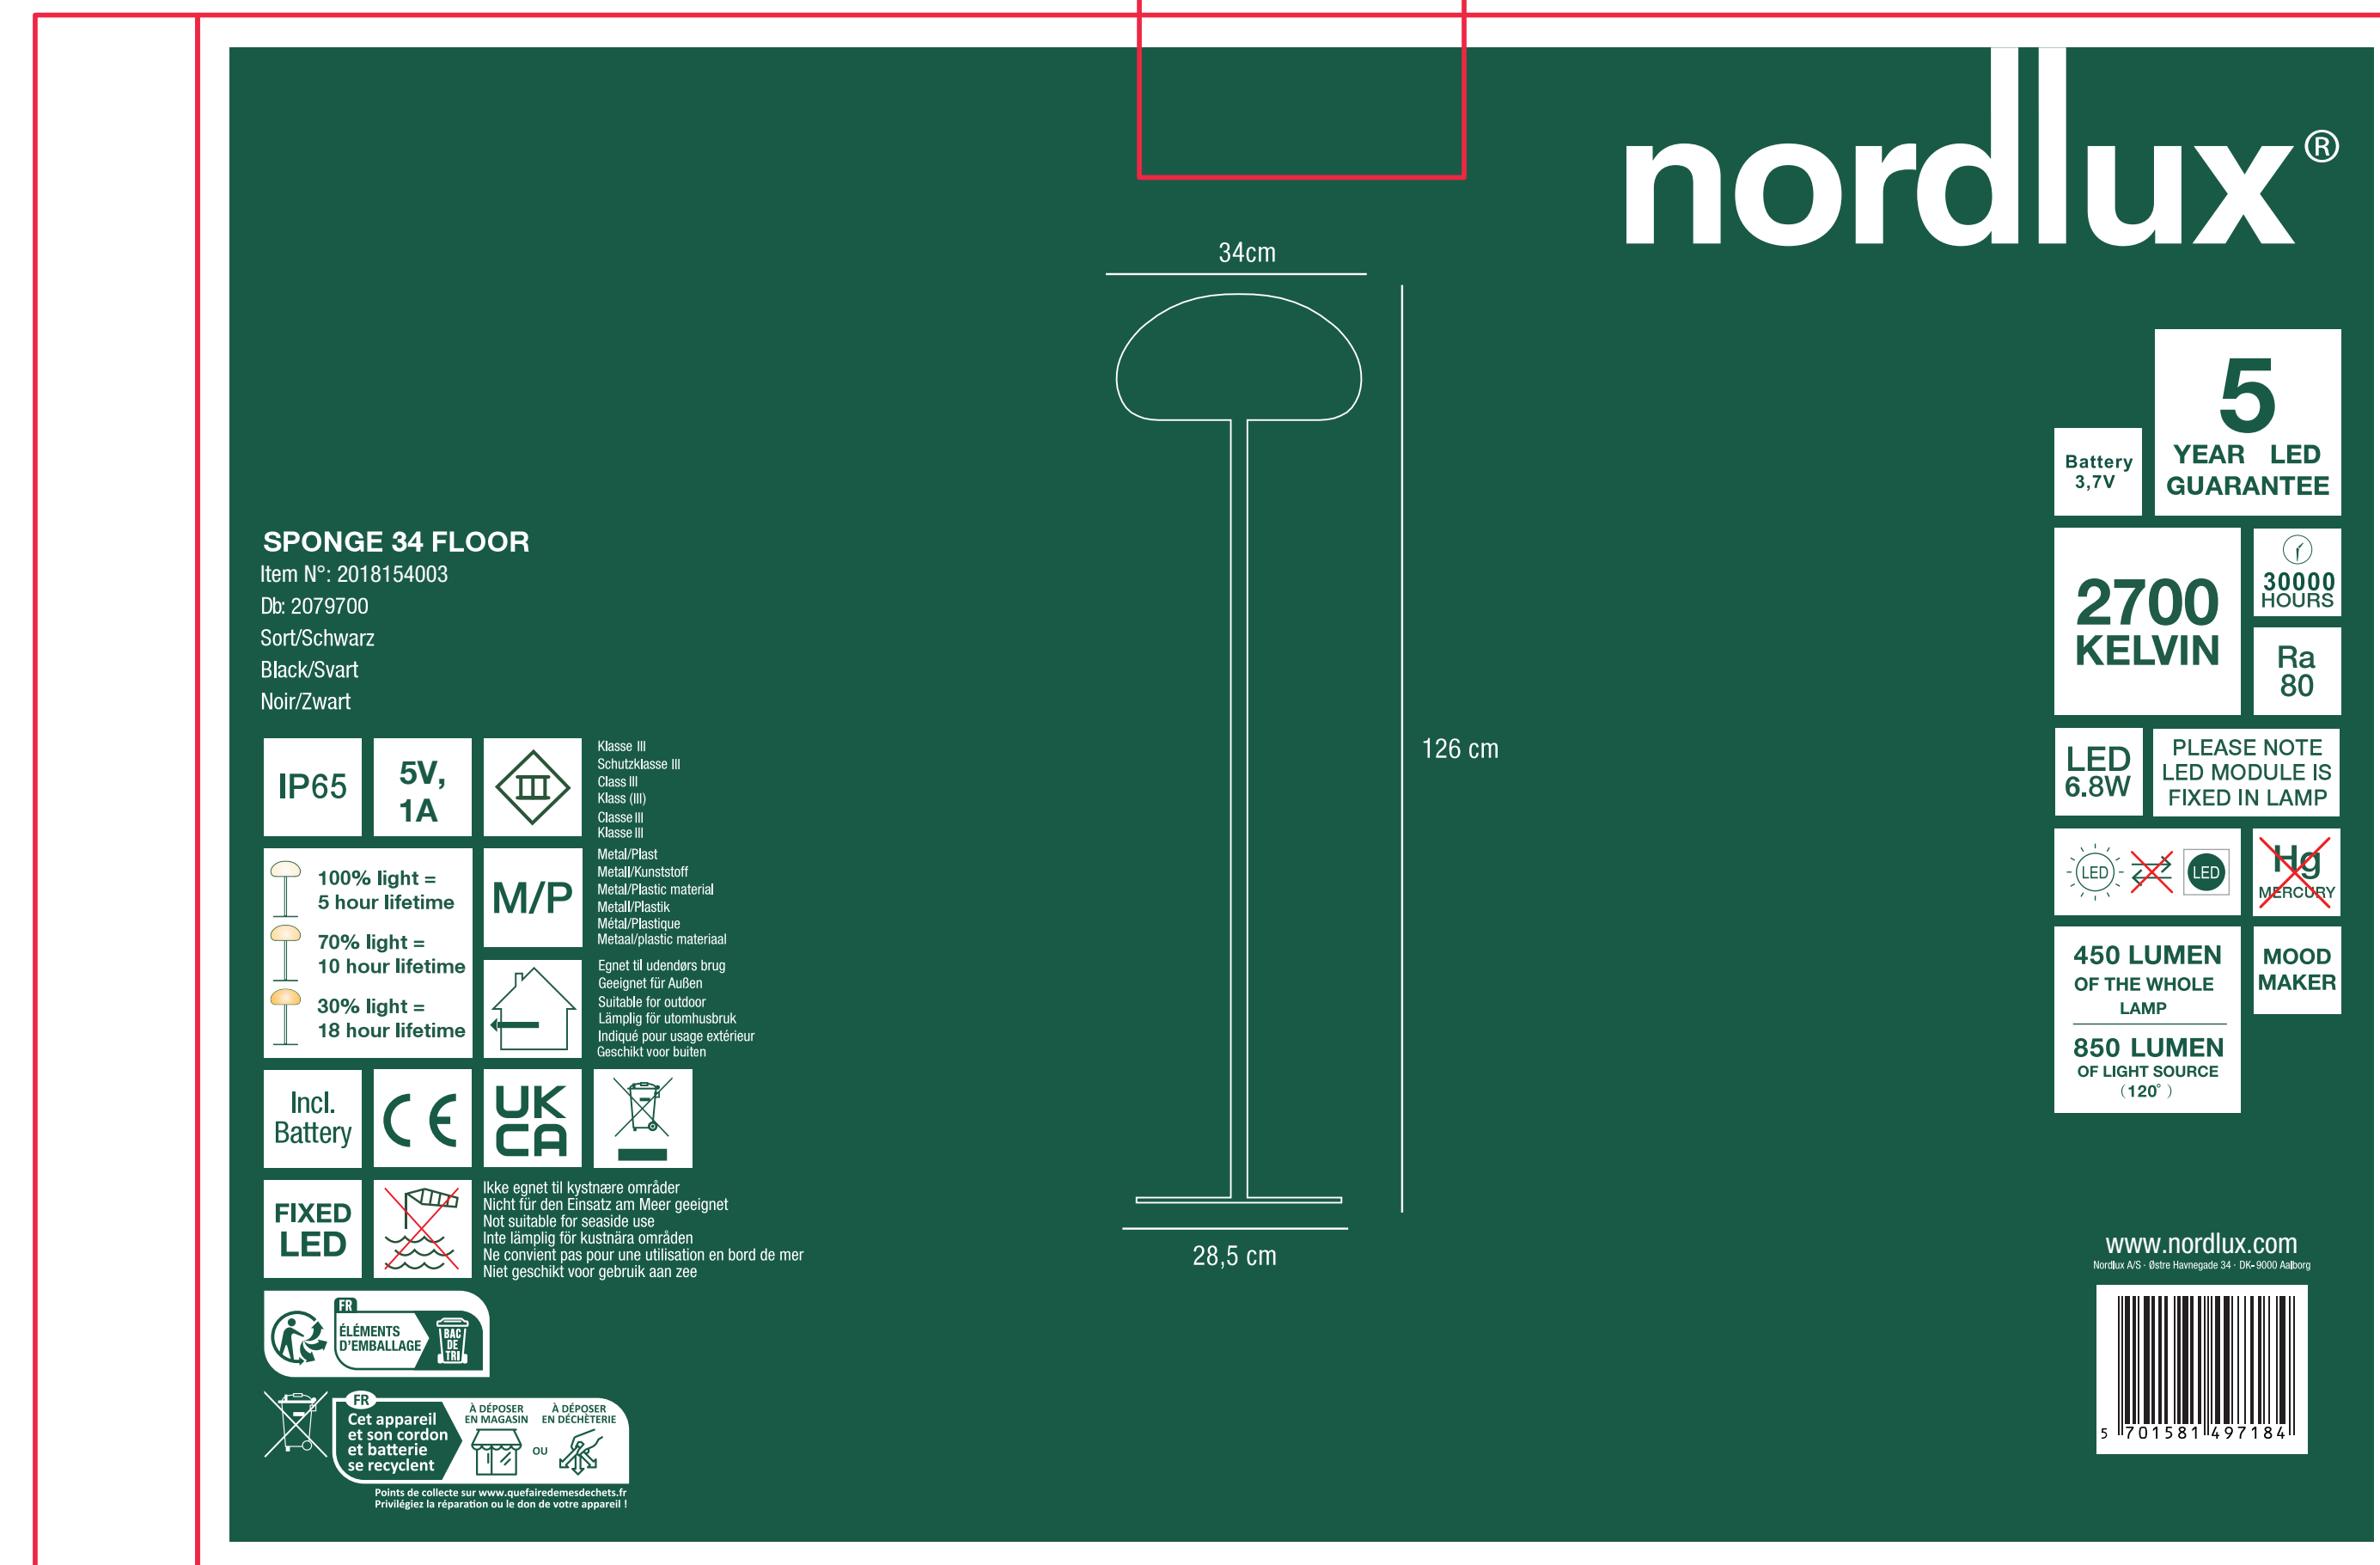 nordlux®
34cm
126 cm
28,5 cm
SPONGE 34 FLOOR
Item N°: 2018154003
Db: 2079700
Sort/Schwarz
Black/Svart
Noir/Zwart
IP65
5V,
1A
III
Klasse III
Schutzklasse III
Class III
Klass (III)
Classe III
Klasse III
100% light =
5 hour lifetime
70% light =
10 hour lifetime
30% light =
18 hour lifetime
M/P
Metal/Plast
Metall/Kunststoff
Metal/Plastic material
Metall/Plastik
Métal/Plastique
Metaal/plastic materiaal
Egnet til udendørs brug
Geeignet für Außen
Suitable for outdoor
Lämplig för utomhusbruk
Indiqué pour usage extérieur
Geschikt voor buiten
Incl.
Battery
CE
UK
CA
FIXED
LED
Ikke egnet til kystnære områder
Nicht für den Einsatz am Meer geeignet
Not suitable for seaside use
Inte lämplig för kustnära områden
Ne convient pas pour une utilisation en bord de mer
Niet geschikt voor gebruik aan zee
FR
ÉLÉMENTS
D'EMBALLAGE
BAC
DE
TRI
FR
Cet appareil
et son cordon
et batterie
se recyclent
À DÉPOSER
EN MAGASIN
OU
À DÉPOSER
EN DÉCHÈTERIE
Points de collecte sur www.quefairedemesdechets.fr
Privilégiez la réparation ou le don de votre appareil !
5
YEAR LED
GUARANTEE
Battery
3,7V
2700
KELVIN
30000
HOURS
Ra
80
LED
6.8W
PLEASE NOTE
LED MODULE IS
FIXED IN LAMP
LED
LED
Hg
MERCURY
450 LUMEN
OF THE WHOLE
LAMP
850 LUMEN
OF LIGHT SOURCE
(120°)
MOOD
MAKER
www.nordlux.com
Nordlux A/S · Østre Havnegade 34 · DK-9000 Aalborg
5 701581 497184